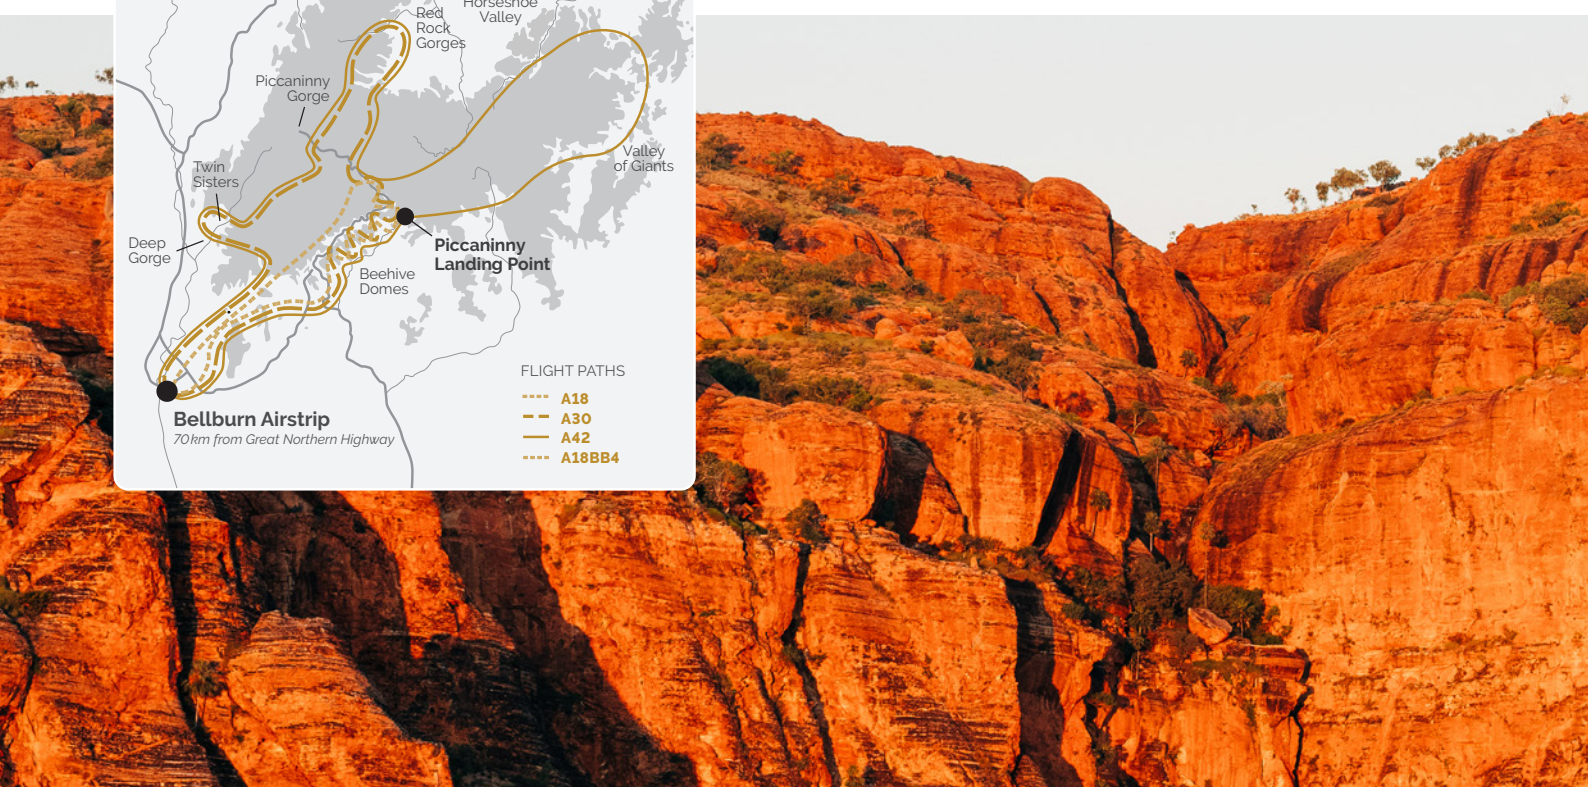 Horseshoe
Valley
Red
Rock
Gorges
Piccaninny
Gorge
Valley
of Giants
Twin
Sisters
Deep
Gorge
Piccaninny
Landing Point
Beehive
Domes
FLIGHT PATHS
A18
A30
A42
A18BB4
Bellburn Airstrip
70km from Great Northern Highway